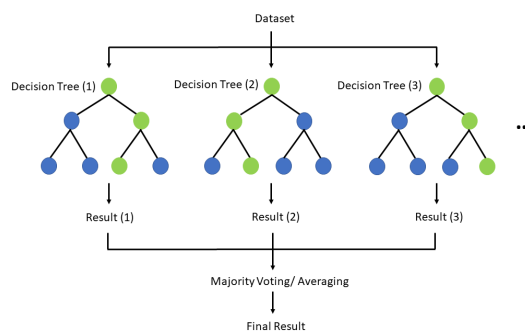 Dataset
Decision Tree (1)
Decision Tree (2)
Decision Tree (3)
...
Result (1)
Result (2)
Result (3)
Majority Voting/ Averaging
Final Result